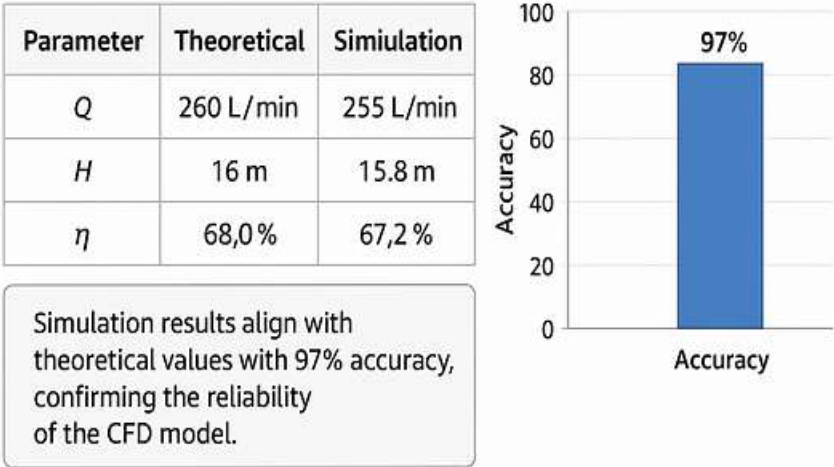 Parameter Theoretical Simiulation
Q 260 L/min 255 L/min
H 16 m 15.8 m
η 68,0 % 67,2 %
Simulation results align with
theoretical values with 97% accuracy,
confirming the reliability
of the CFD model.
Accuracy
100
80
60
40
20
0
97%
Accuracy